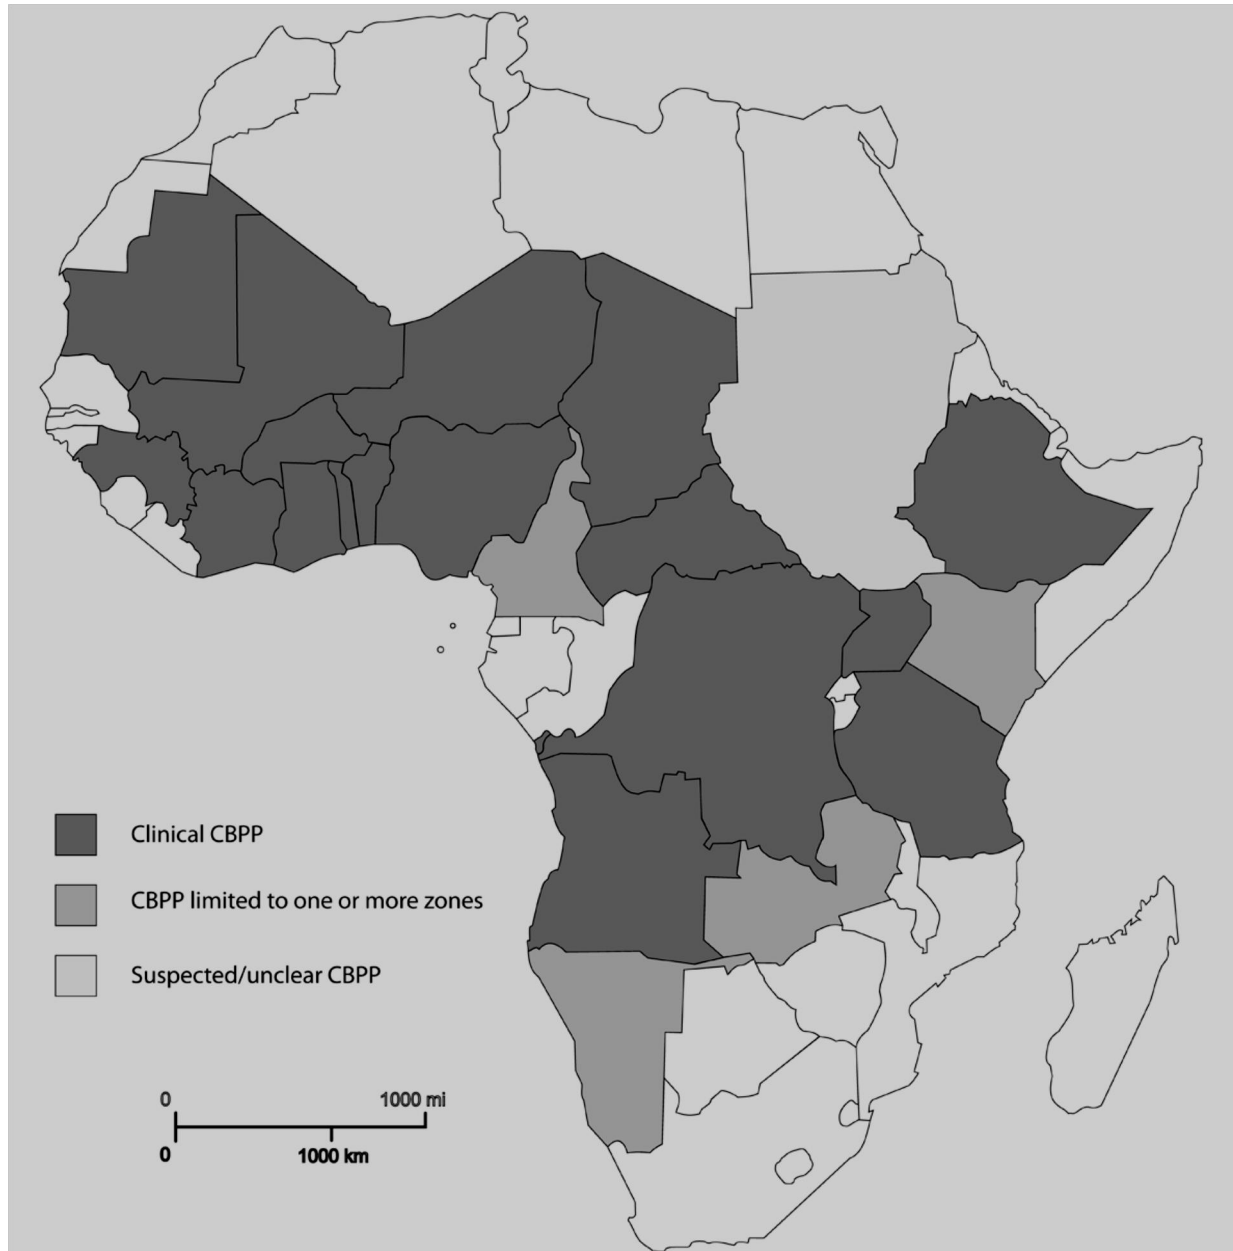 Clinical CBPP
CBPP limited to one or more zones
Suspected/unclear CBPP
0 1000 mi
0 1000 km